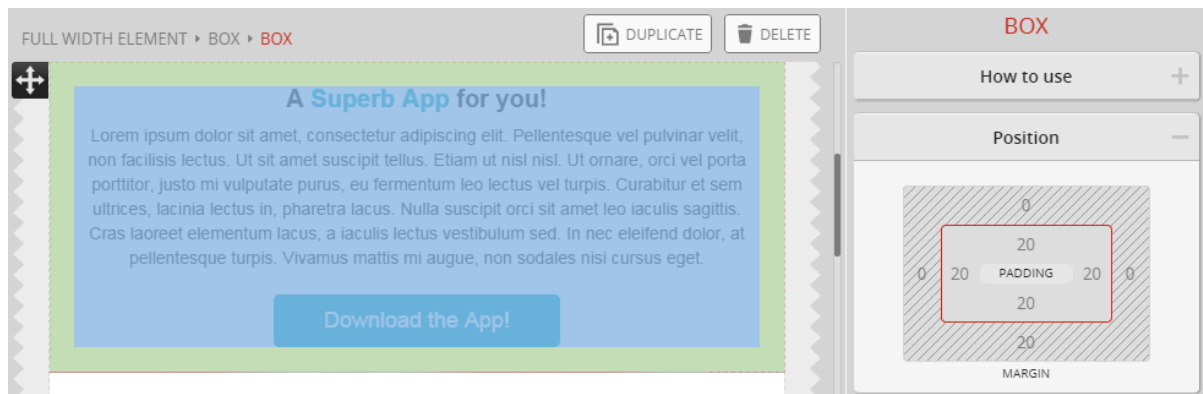 FULL WIDTH ELEMENT ▸ BOX ▸ BOX
DUPLICATE
DELETE
A Superb App for you!
Lorem ipsum dolor sit amet, consectetur adipiscing elit. Pellentesque vel pulvinar velit,
non facilisis lectus. Ut sit amet suscipit tellus. Etiam ut nisl nisl. Ut ornare, orci vel porta
porttitor, justo mi vulputate purus, eu fermentum leo lectus vel turpis. Curabitur et sem
ultrices, lacinia lectus in, pharetra lacus. Nulla suscipit orci sit amet leo iaculis sagittis.
Cras laoreet elementum lacus, a iaculis lectus vestibulum sed. In nec eleifend dolor, at
pellentesque turpis. Vivamus mattis mi augue, non sodales nisi cursus eget.
Download the App!
BOX
How to use +
Position −
0
20
0 20 PADDING 20 0
20
20
MARGIN